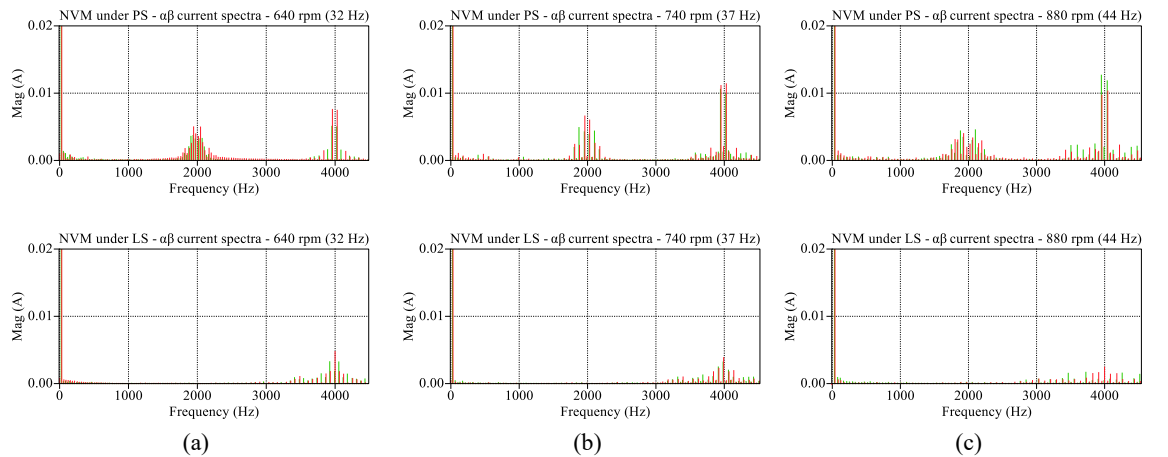 NVM under PS - αβ current spectra - 640 rpm (32 Hz)
0.02
0.01
0.00
Mag (A)
0 1000 2000 3000 4000
Frequency (Hz)
NVM under PS - αβ current spectra - 740 rpm (37 Hz)
0.02
0.01
0.00
Mag (A)
0 1000 2000 3000 4000
Frequency (Hz)
NVM under PS - αβ current spectra - 880 rpm (44 Hz)
0.02
0.01
0.00
Mag (A)
0 1000 2000 3000 4000
Frequency (Hz)
NVM under LS - αβ current spectra - 640 rpm (32 Hz)
0.02
0.01
0.00
Mag (A)
0 1000 2000 3000 4000
Frequency (Hz)
NVM under LS - αβ current spectra - 740 rpm (37 Hz)
0.02
0.01
0.00
Mag (A)
0 1000 2000 3000 4000
Frequency (Hz)
NVM under LS - αβ current spectra - 880 rpm (44 Hz)
0.02
0.01
0.00
Mag (A)
0 1000 2000 3000 4000
Frequency (Hz)
(a)
(b)
(c)